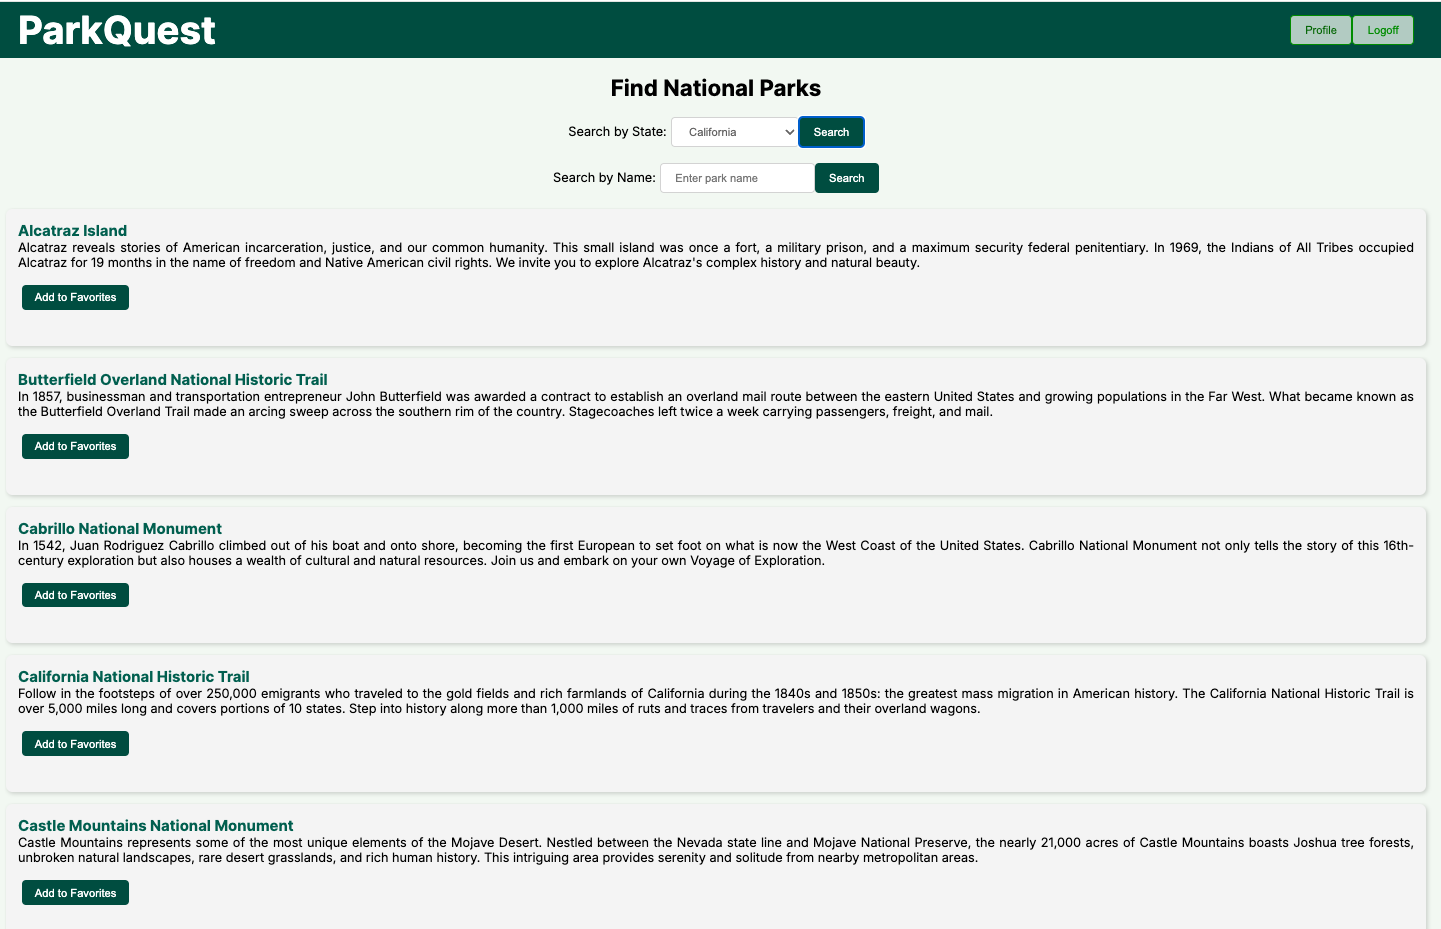 ParkQuest
Profile
Logoff
Find National Parks
Search by State: California Search
Search by Name: Enter park name Search
Alcatraz Island
Alcatraz reveals stories of American incarceration, justice, and our common humanity. This small island was once a fort, a military prison, and a maximum security federal penitentiary. In 1969, the Indians of All Tribes occupied
Alcatraz for 19 months in the name of freedom and Native American civil rights. We invite you to explore Alcatraz's complex history and natural beauty.
Add to Favorites
Butterfield Overland National Historic Trail
In 1857, businessman and transportation entrepreneur John Butterfield was awarded a contract to establish an overland mail route between the eastern United States and growing populations in the Far West. What became known as
the Butterfield Overland Trail made an arcing sweep across the southern rim of the country. Stagecoaches left twice a week carrying passengers, freight, and mail.
Add to Favorites
Cabrillo National Monument
In 1542, Juan Rodriguez Cabrillo climbed out of his boat and onto shore, becoming the first European to set foot on what is now the West Coast of the United States. Cabrillo National Monument not only tells the story of this 16th-
century exploration but also houses a wealth of cultural and natural resources. Join us and embark on your own Voyage of Exploration.
Add to Favorites
California National Historic Trail
Follow in the footsteps of over 250,000 emigrants who traveled to the gold fields and rich farmlands of California during the 1840s and 1850s: the greatest mass migration in American history. The California National Historic Trail is
over 5,000 miles long and covers portions of 10 states. Step into history along more than 1,000 miles of ruts and traces from travelers and their overland wagons.
Add to Favorites
Castle Mountains National Monument
Castle Mountains represents some of the most unique elements of the Mojave Desert. Nestled between the Nevada state line and Mojave National Preserve, the nearly 21,000 acres of Castle Mountains boasts Joshua tree forests,
unbroken natural landscapes, rare desert grasslands, and rich human history. This intriguing area provides serenity and solitude from nearby metropolitan areas.
Add to Favorites